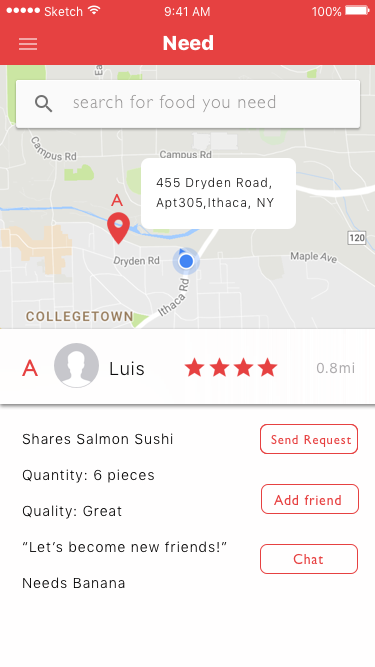 Sketch 9:41 AM 100%
Need
search for food you need
Campus Rd
Campus Rd
455 Dryden Road,
Apt305,Ithaca, NY
A
120
Dryden Rd
Maple Ave
Ithaca Rd
COLLEGETOWN
A Luis 0.8mi
Shares Salmon Sushi
Send Request
Quantity: 6 pieces
Add friend
Quality: Great
“Let’s become new friends!”
Chat
Needs Banana